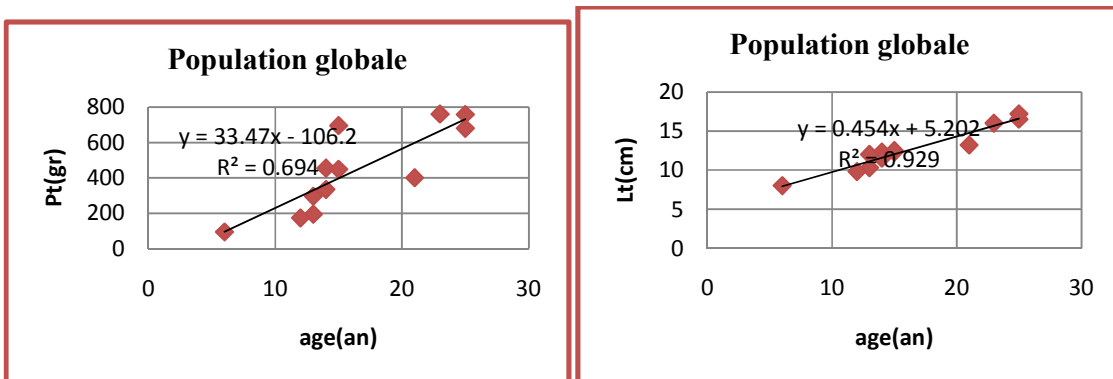 Population globale
Pt(gr)
800
600
400
200
0
y = 33.47x - 106.2
R² = 0.694
0 10 20 30
age(an)
Population globale
Lt(cm)
20
15
10
5
0
y = 0.454x + 5.202
R² = 0.929
0 10 20 30
age(an)